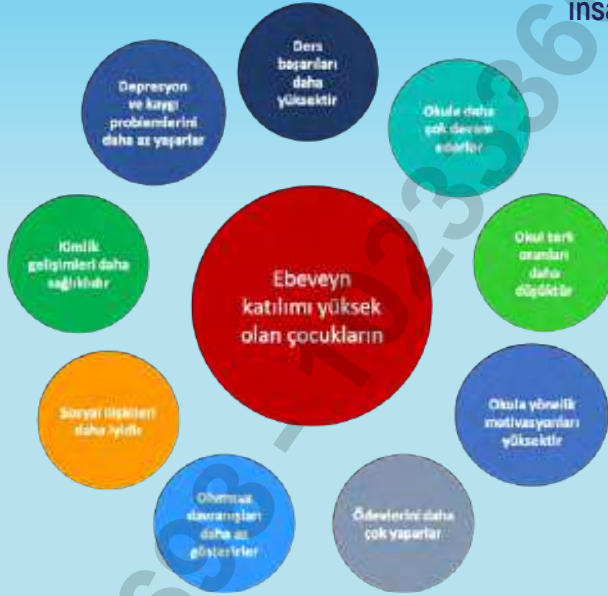 Ders
başarıları
daha
yüksektir
Okula daha
çok devam
ederler
Okul terk
oranları
daha
düşüktür
Okula yönelik
motivasyonları
yüksektir
Ödevlerini daha
çok yaparlar
Olumsuz
davranışları
daha az
gösterirler
Sosyal ilişkileri
daha iyidir
Kimlik
gelişimleri daha
sağlıklıdır
Depresyon
ve kaygı
problemlerini
daha az yaşarlar
Ebeveyn
katılımı yüksek
olan çocukların